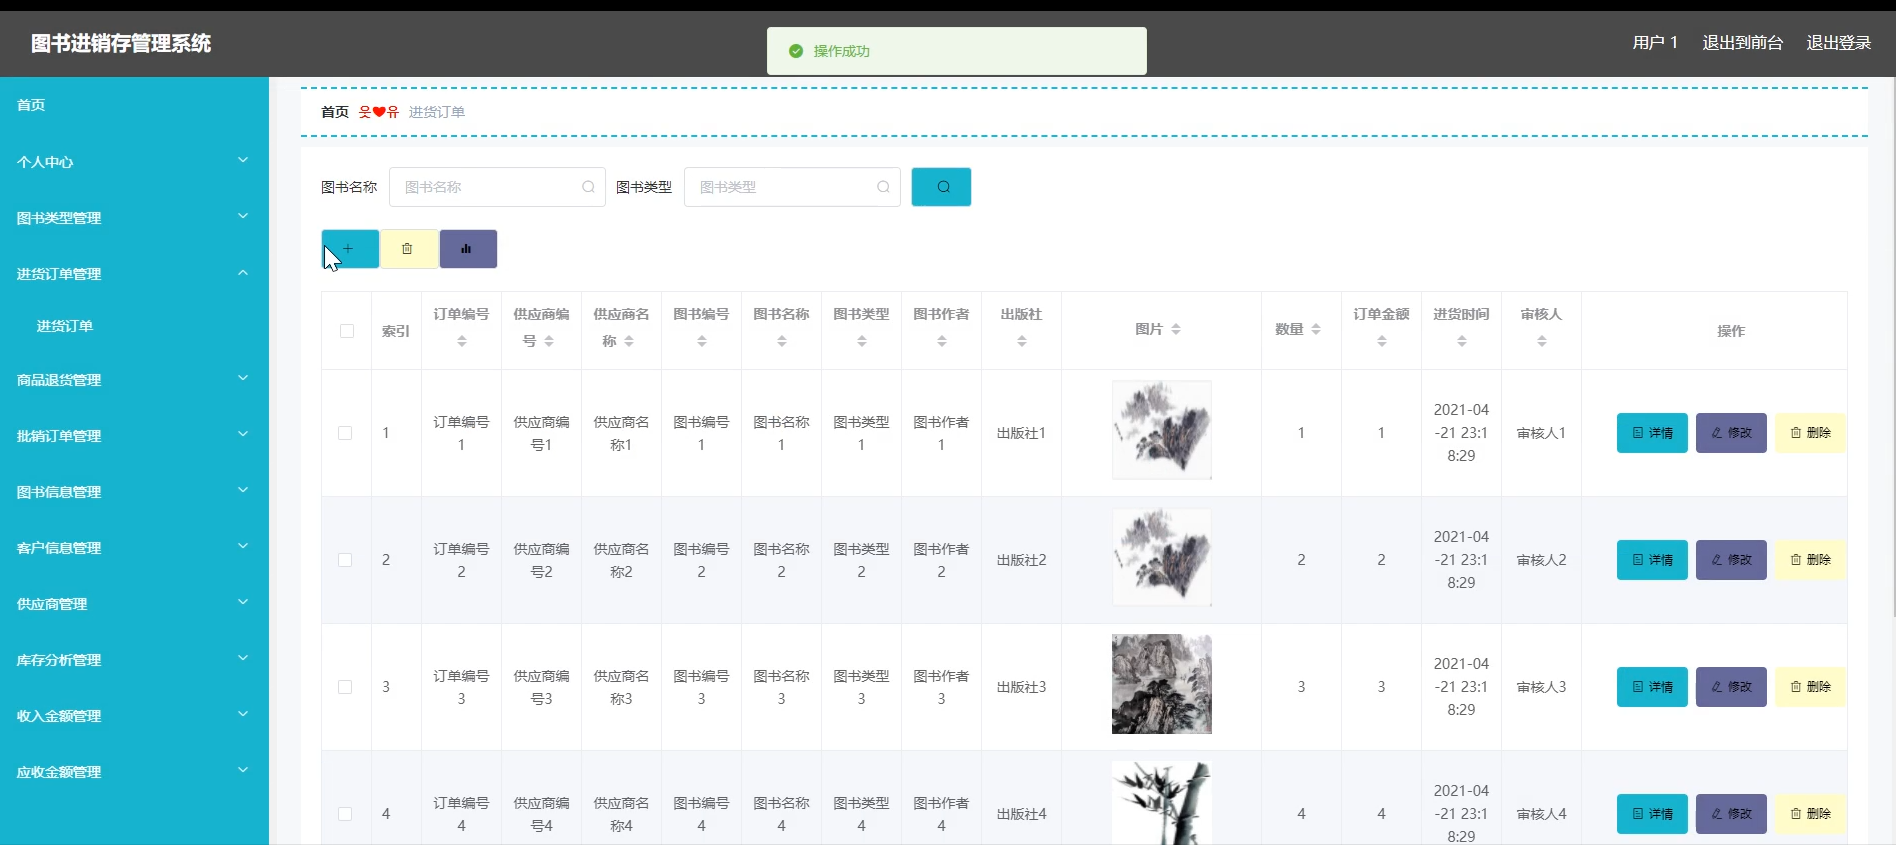 图书进销存管理系统
操作成功
用户 1 退出到前台 退出登录
首页
个人中心
图书类型管理
进货订单管理
进货订单
商品退货管理
批销订单管理
图书信息管理
客户信息管理
供应商管理
库存分析管理
收入金额管理
应收金额管理
首页 웃❤유 进货订单
图书名称 图书名称 图书类型 图书类型
索引 订单编号 供应商编号 供应商名称 图书编号 图书名称 图书类型 图书作者 出版社 图片 数量 订单金额 进货时间 审核人 操作
1 订单编号1 供应商编号1 供应商名称1 图书编号1 图书名称1 图书类型1 图书作者1 出版社1 1 1 2021-04-21 23:18:29 审核人1 详情 修改 删除
2 订单编号2 供应商编号2 供应商名称2 图书编号2 图书名称2 图书类型2 图书作者2 出版社2 2 2 2021-04-21 23:18:29 审核人2 详情 修改 删除
3 订单编号3 供应商编号3 供应商名称3 图书编号3 图书名称3 图书类型3 图书作者3 出版社3 3 3 2021-04-21 23:18:29 审核人3 详情 修改 删除
4 订单编号4 供应商编号4 供应商名称4 图书编号4 图书名称4 图书类型4 图书作者4 出版社4 4 4 2021-04-21 23:18:29 审核人4 详情 修改 删除